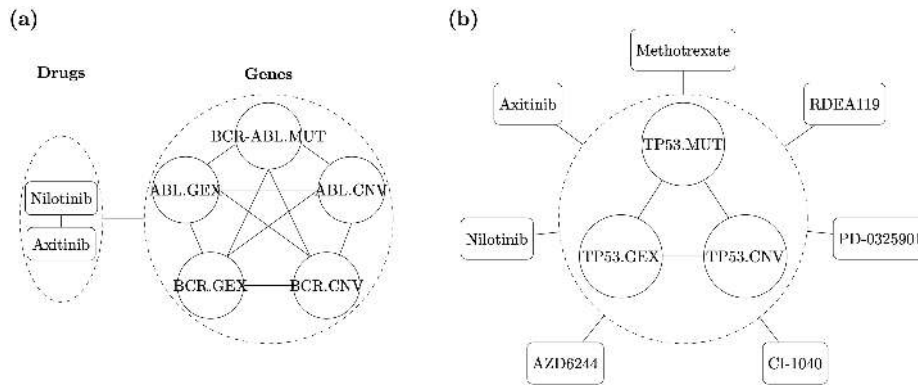 (a)
Drugs
Genes
BCR-ABL.MUT
ABL.GEX
ABL.CNV
Nilotinib
Axitinib
BCR.GEX
BCR.CNV
(b)
Methotrexate
Axitinib
RDEA119
TP53.MUT
Nilotinib
PD-0325901
TP53.GEX
TP53.CNV
AZD6244
CI-1040